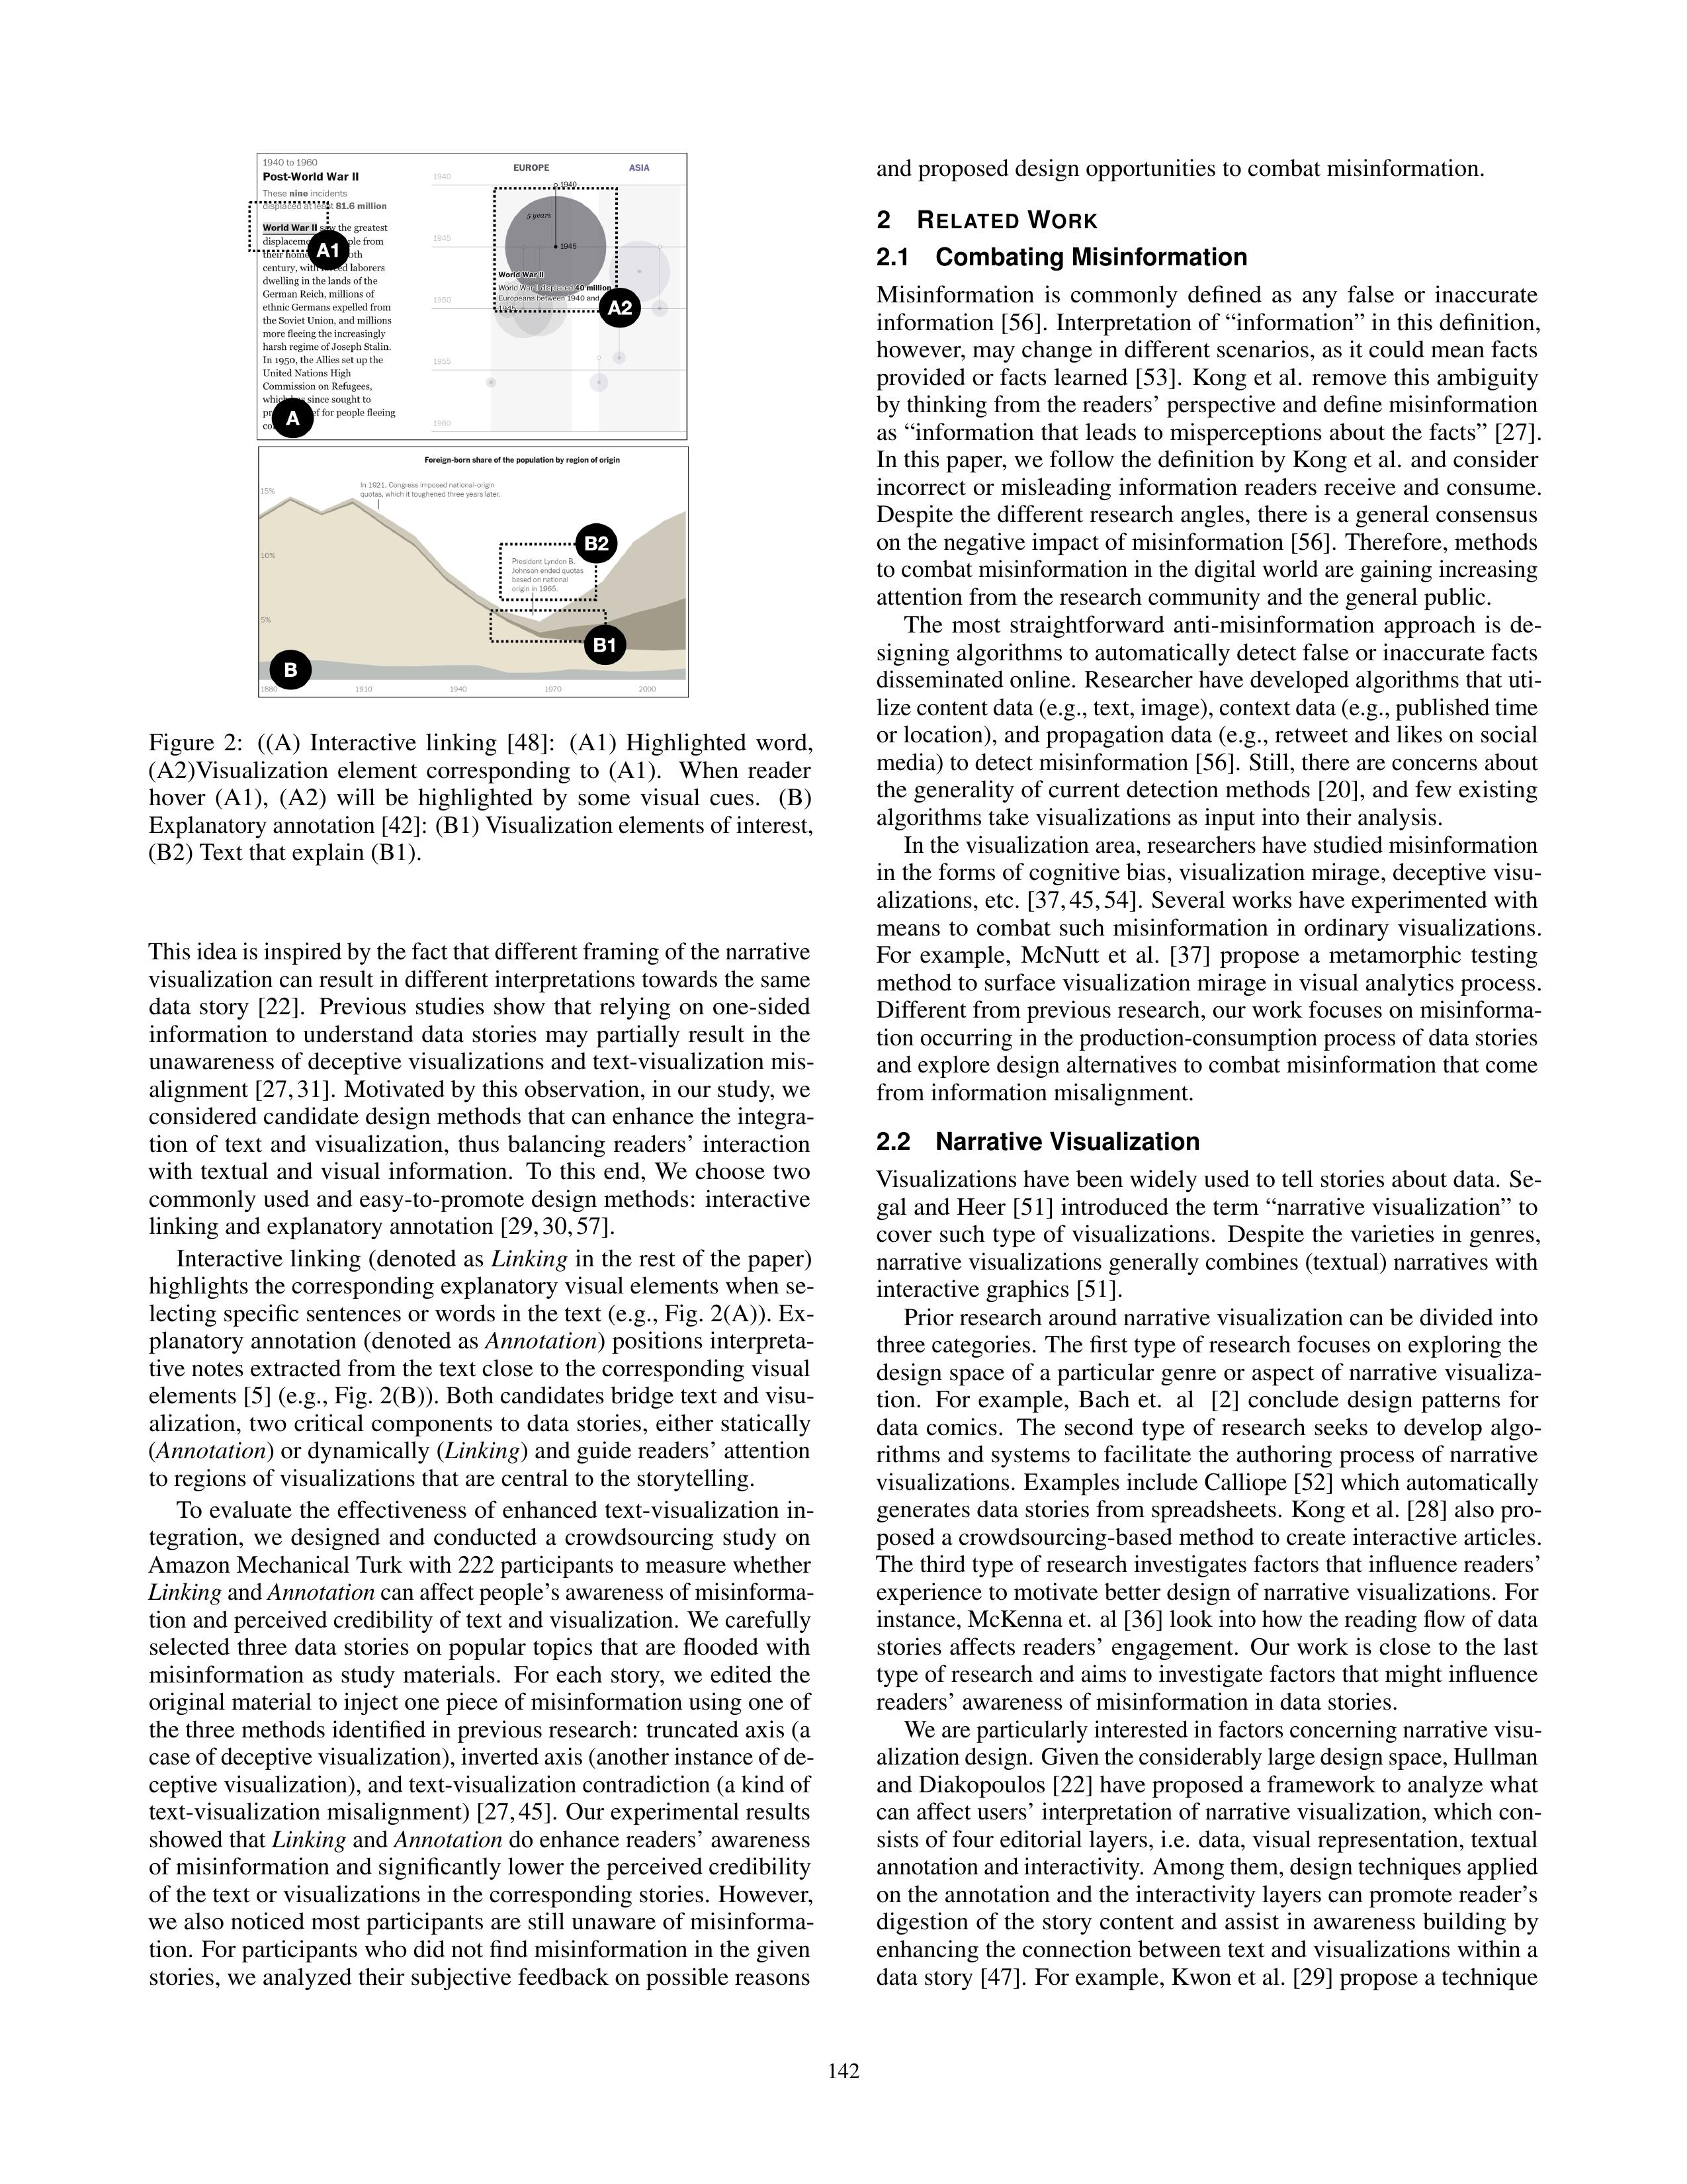 1940 to 1960
Post-World War II
These nine incidents
displaced at least 81.6 million
World War II saw the greatest
from
their
century, with laborers
dwelling in the lands of the
German Reich, millions of
ethnic Germans expelled from
the Soviet Union, and millions
more fleeing the increasingly
harsh regime of Joseph Stalin.
In 1950, the Allies set up the
United Nations High
Commission on Refugees,
since sought to
for people fleeing
A1
A
EUROPE
ASIA
1940
1945
1950
1955
1960
1940
5 years
1945
World War II
World War II displaced 40 million
Europeans between 1940 and
1945
A2
Foreign-born share of the population by region of origin
In 1921, Congress imposed national-origin
quotas, which it toughened three years later.
15%
10%
5%
B2
President Lyndon B.
Johnson ended quotas
based on national
origin in 1965.
B1
B
1880
1910
1940
1970
2000
Figure 2: ((A) Interactive linking [48]: (A1) Highlighted word,
(A2)Visualization element corresponding to (A1). When reader
hover (A1), (A2) will be highlighted by some visual cues. (B)
Explanatory annotation [42]: (B1) Visualization elements of interest,
(B2) Text that explain (B1).
This idea is inspired by the fact that different framing of the narrative
visualization can result in different interpretations towards the same
data story [22]. Previous studies show that relying on one-sided
information to understand data stories may partially result in the
unawareness of deceptive visualizations and text-visualization mis-
alignment [27,31]. Motivated by this observation, in our study, we
considered candidate design methods that can enhance the integra-
tion of text and visualization, thus balancing readers' interaction
with textual and visual information. To this end, We choose two
commonly used and easy-to-promote design methods: interactive
linking and explanatory annotation [29,30,57].
Interactive linking (denoted as Linking in the rest of the paper)
highlights the corresponding explanatory visual elements when se-
lecting specific sentences or words in the text (e.g., Fig. 2(A)). Ex-
planatory annotation (denoted as Annotation) positions interpreta-
tive notes extracted from the text close to the corresponding visual
elements [5] (e.g., Fig. 2(B)). Both candidates bridge text and visu-
alization, two critical components to data stories, either statically
(Annotation) or dynamically (Linking) and guide readers' attention
to regions of visualizations that are central to the storytelling.
To evaluate the effectiveness of enhanced text-visualization in-
tegration, we designed and conducted a crowdsourcing study on
Amazon Mechanical Turk with 222 participants to measure whether
Linking and Annotation can affect people's awareness of misinforma-
tion and perceived credibility of text and visualization. We carefully
selected three data stories on popular topics that are flooded with
misinformation as study materials. For each story, we edited the
original material to inject one piece of misinformation using one of
the three methods identified in previous research: truncated axis (a
case of deceptive visualization), inverted axis (another instance of de-
ceptive visualization), and text-visualization contradiction (a kind of
text-visualization misalignment) [27,45]. Our experimental results
showed that Linking and Annotation do enhance readers' awareness
of misinformation and significantly lower the perceived credibility
of the text or visualizations in the corresponding stories. However,
we also noticed most participants are still unaware of misinforma-
tion. For participants who did not find misinformation in the given
stories, we analyzed their subjective feedback on possible reasons
and proposed design opportunities to combat misinformation.
2 RELATED WORK
2.1 Combating Misinformation
Misinformation is commonly defined as any false or inaccurate
information [56]. Interpretation of “information” in this definition,
however, may change in different scenarios, as it could mean facts
provided or facts learned [53]. Kong et al. remove this ambiguity
by thinking from the readers' perspective and define misinformation
as “information that leads to misperceptions about the facts” [27].
In this paper, we follow the definition by Kong et al. and consider
incorrect or misleading information readers receive and consume.
Despite the different research angles, there is a general consensus
on the negative impact of misinformation [56]. Therefore, methods
to combat misinformation in the digital world are gaining increasing
attention from the research community and the general public.
The most straightforward anti-misinformation approach is de-
signing algorithms to automatically detect false or inaccurate facts
disseminated online. Researcher have developed algorithms that uti-
lize content data (e.g., text, image), context data (e.g., published time
or location), and propagation data (e.g., retweet and likes on social
media) to detect misinformation [56]. Still, there are concerns about
the generality of current detection methods [20], and few existing
algorithms take visualizations as input into their analysis.
In the visualization area, researchers have studied misinformation
in the forms of cognitive bias, visualization mirage, deceptive visu-
alizations, etc. [37,45,54]. Several works have experimented with
means to combat such misinformation in ordinary visualizations.
For example, McNutt et al. [37] propose a metamorphic testing
method to surface visualization mirage in visual analytics process.
Different from previous research, our work focuses on misinforma-
tion occurring in the production-consumption process of data stories
and explore design alternatives to combat misinformation that come
from information misalignment.
2.2 Narrative Visualization
Visualizations have been widely used to tell stories about data. Se-
gal and Heer [51] introduced the term “narrative visualization” to
cover such type of visualizations. Despite the varieties in genres,
narrative visualizations generally combines (textual) narratives with
interactive graphics [51].
Prior research around narrative visualization can be divided into
three categories. The first type of research focuses on exploring the
design space of a particular genre or aspect of narrative visualiza-
tion. For example, Bach et. al [2] conclude design patterns for
data comics. The second type of research seeks to develop algo-
rithms and systems to facilitate the authoring process of narrative
visualizations. Examples include Calliope [52] which automatically
generates data stories from spreadsheets. Kong et al. [28] also pro-
posed a crowdsourcing-based method to create interactive articles.
The third type of research investigates factors that influence readers'
experience to motivate better design of narrative visualizations. For
instance, McKenna et. al [36] look into how the reading flow of data
stories affects readers' engagement. Our work is close to the last
type of research and aims to investigate factors that might influence
readers' awareness of misinformation in data stories.
We are particularly interested in factors concerning narrative visu-
alization design. Given the considerably large design space, Hullman
and Diakopoulos [22] have proposed a framework to analyze what
can affect users' interpretation of narrative visualization, which con-
sists of four editorial layers, i.e. data, visual representation, textual
annotation and interactivity. Among them, design techniques applied
on the annotation and the interactivity layers can promote reader's
digestion of the story content and assist in awareness building by
enhancing the connection between text and visualizations within a
data story [47]. For example, Kwon et al. [29] propose a technique
142